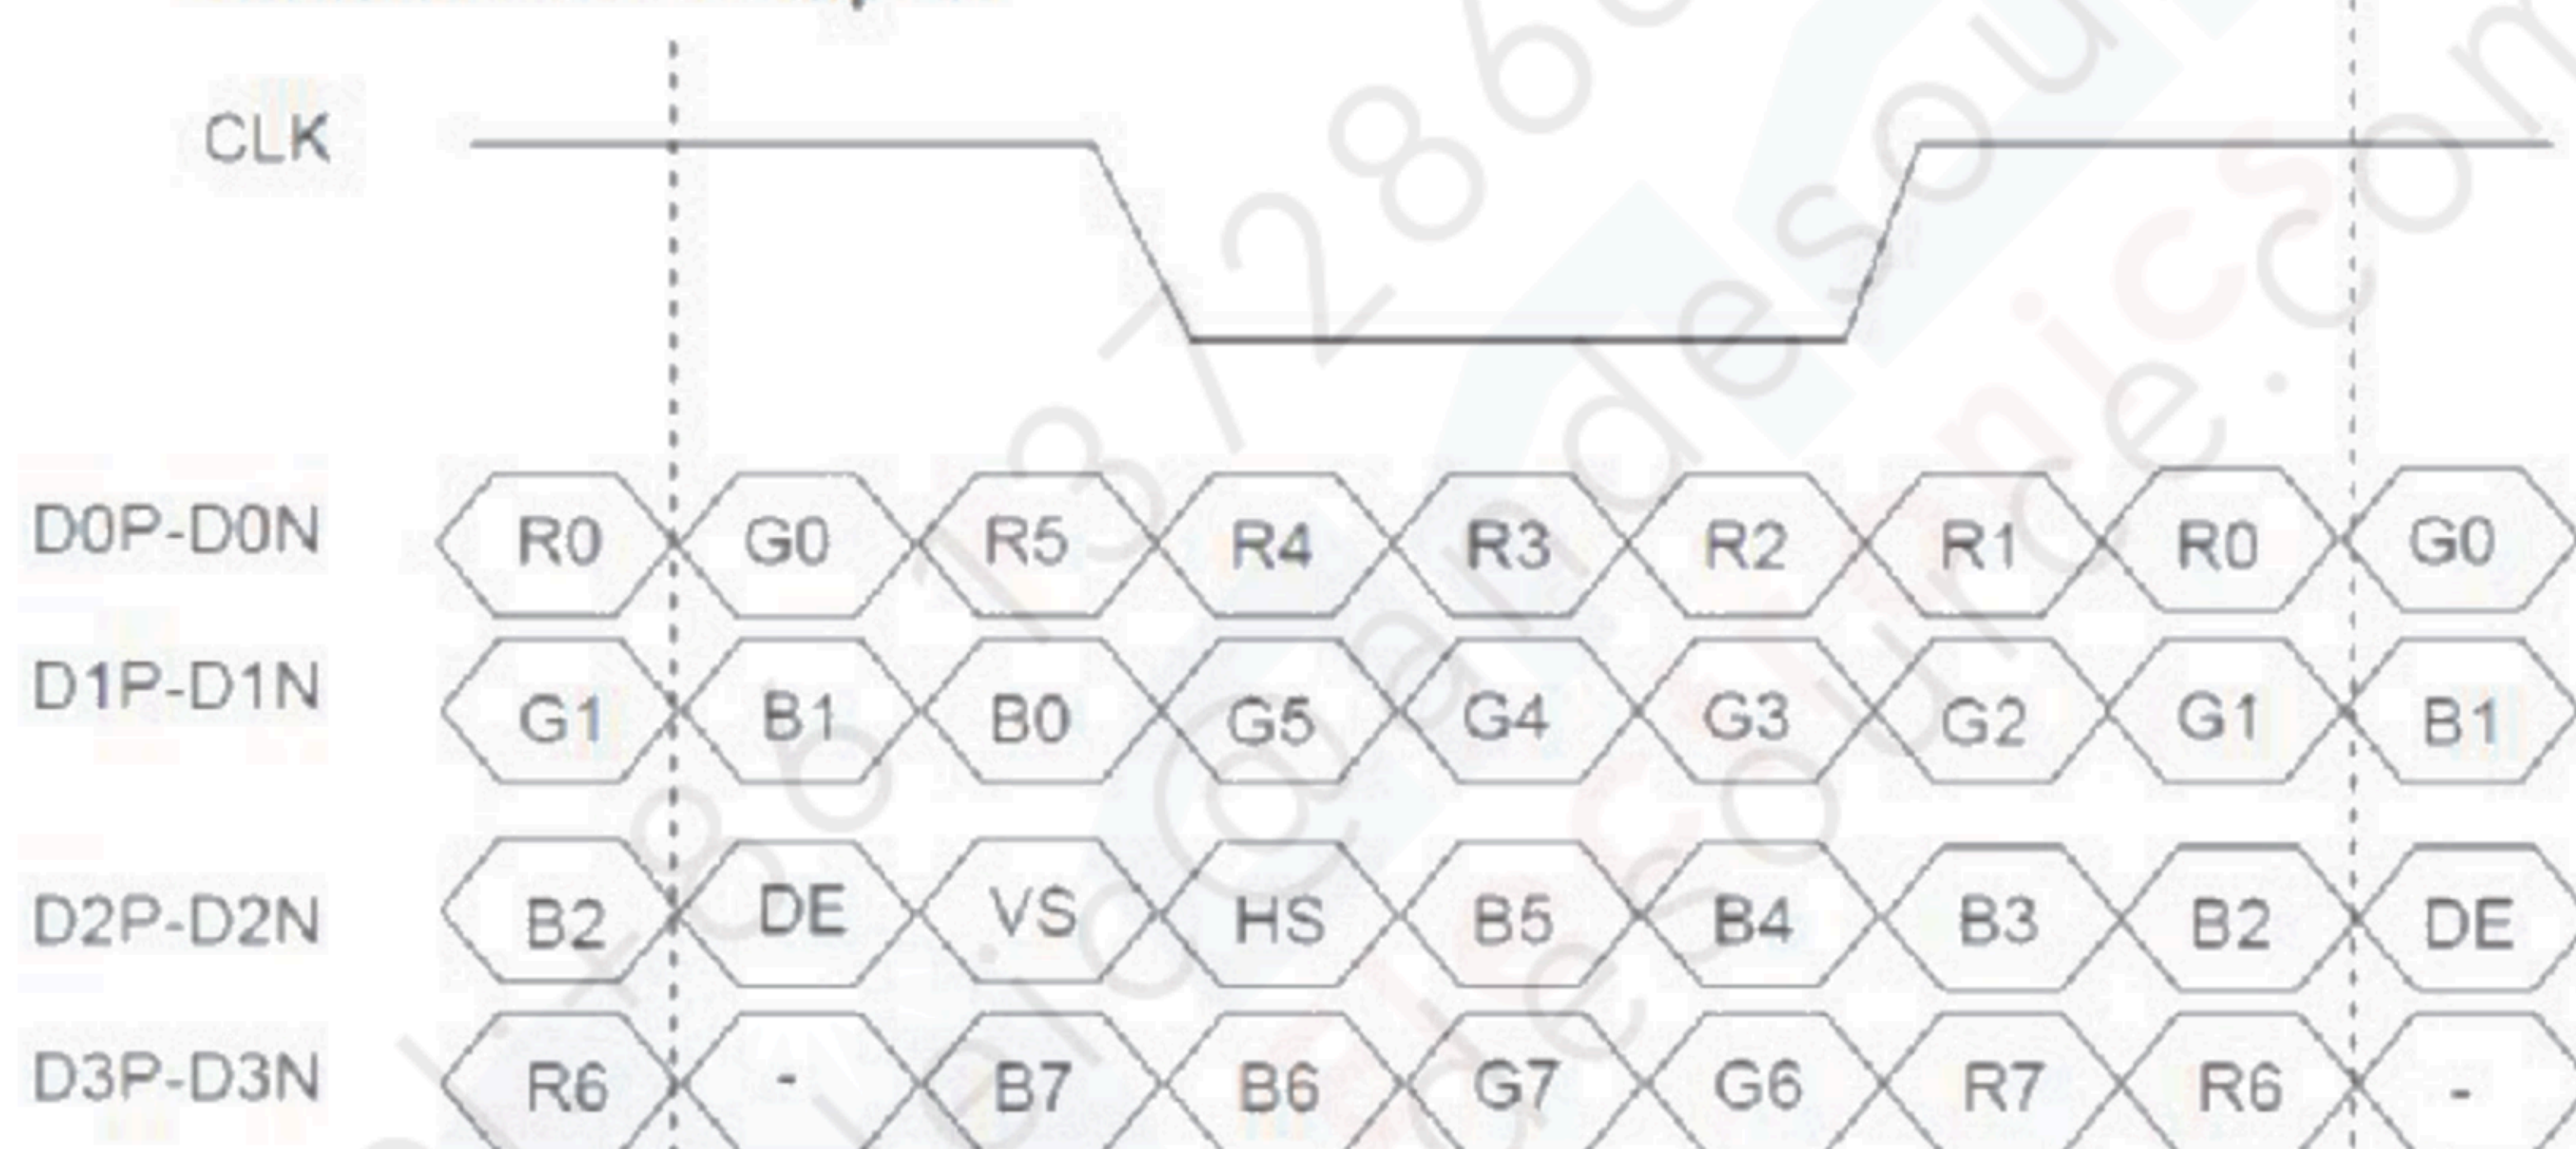 CLK
D0P-D0N R0 G0 R5 R4 R3 R2 R1 R0 G0
D1P-D1N G1 B1 B0 G5 G4 G3 G2 G1 B1
D2P-D2N B2 DE VS HS B5 B4 B3 B2 DE
D3P-D3N R6 - B7 B6 G7 G6 R7 R6 -